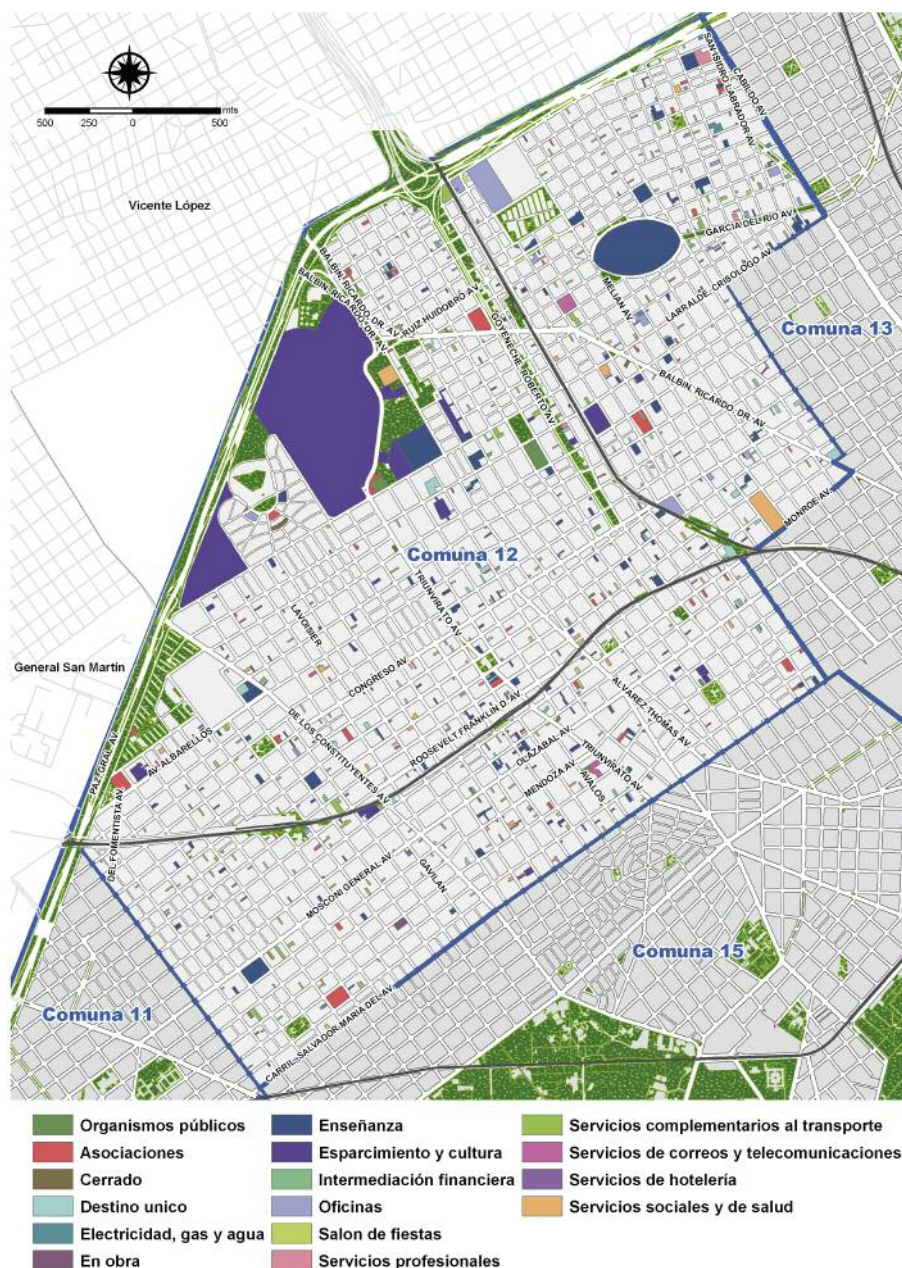 500 250 0 500 mts
Vicente López
SAN ISIDRO LABRADOR AV
CABILDO AV
GARCIA DEL RIO AV
LARRALDE, CRISOLOGO AV
MELIAN AV
BALBIN, RICARDO, DR. AV
BALBIN, RICARDO, DR. AV
RUIZ HUIDOBRO AV
GOYENECHE, ROBERTO AV
Comuna 13
BALBIN, RICARDO, DR. AV
MONROE AV
Comuna 12
TRIUNVIRATO AV
LAVOISIER
CONGRESO AV
General San Martín
DE LOS CONSTITUYENTES AV
ROOSEVELT FRANKLIN D. AV
ALVAREZ THOMAS AV
PAZ, GRAL AV
AV. ALBARELLOS
OLAZABAL AV
TRIUNVIRATO AV
MENDOZA AV
AVALOS
DEL FOMENTISTA AV
GAVILAN
MOSCONI GENERAL AV
Comuna 15
Comuna 11
CARRIL, SALVADOR MARIA DEL AV.
Organismos públicos
Asociaciones
Cerrado
Destino unico
Electricidad, gas y agua
En obra
Enseñanza
Esparcimiento y cultura
Intermediación financiera
Oficinas
Salon de fiestas
Servicios profesionales
Servicios complementarios al transporte
Servicios de correos y telecomunicaciones
Servicios de hotelería
Servicios sociales y de salud